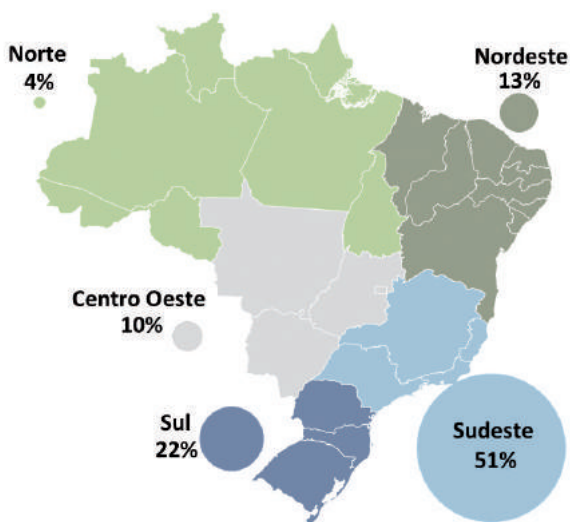 Norte
4%
Nordeste
13%
Centro Oeste
10%
Sul
22%
Sudeste
51%